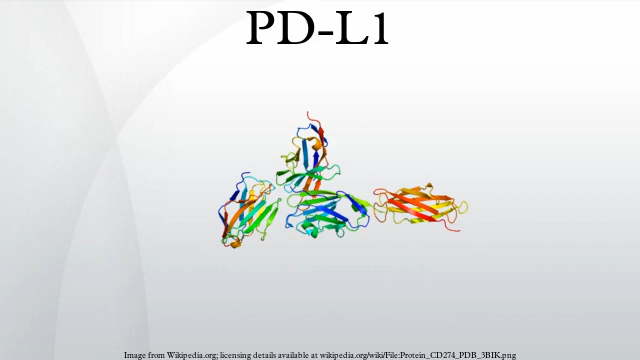 PD-L1
Image from Wikipedia.org; licensing details available at wikipedia.org/wiki/File:Protein_CD274_PDB_3BIK.png